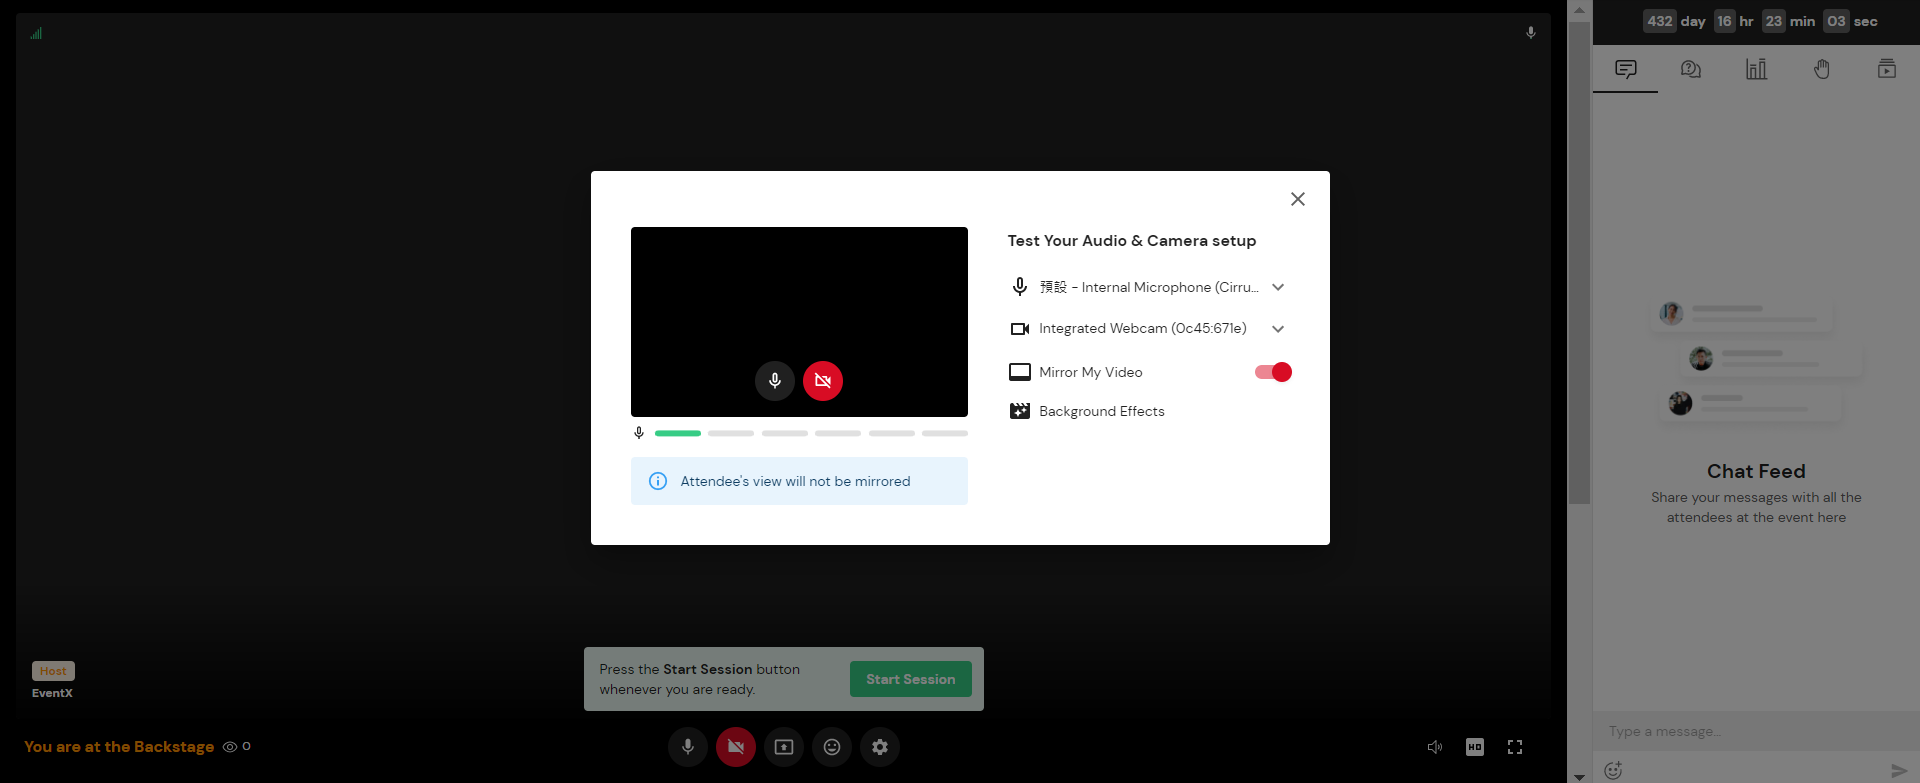 432 day 16 hr 23 min 03 sec
Test Your Audio & Camera setup
預設 - Internal Microphone (Cirru...
Integrated Webcam (0c45:671e)
Mirror My Video
Background Effects
Attendee's view will not be mirrored
Chat Feed
Share your messages with all the
attendees at the event here
Host
EventX
Press the Start Session button
whenever you are ready.
Start Session
You are at the Backstage 0
HD
Type a message...